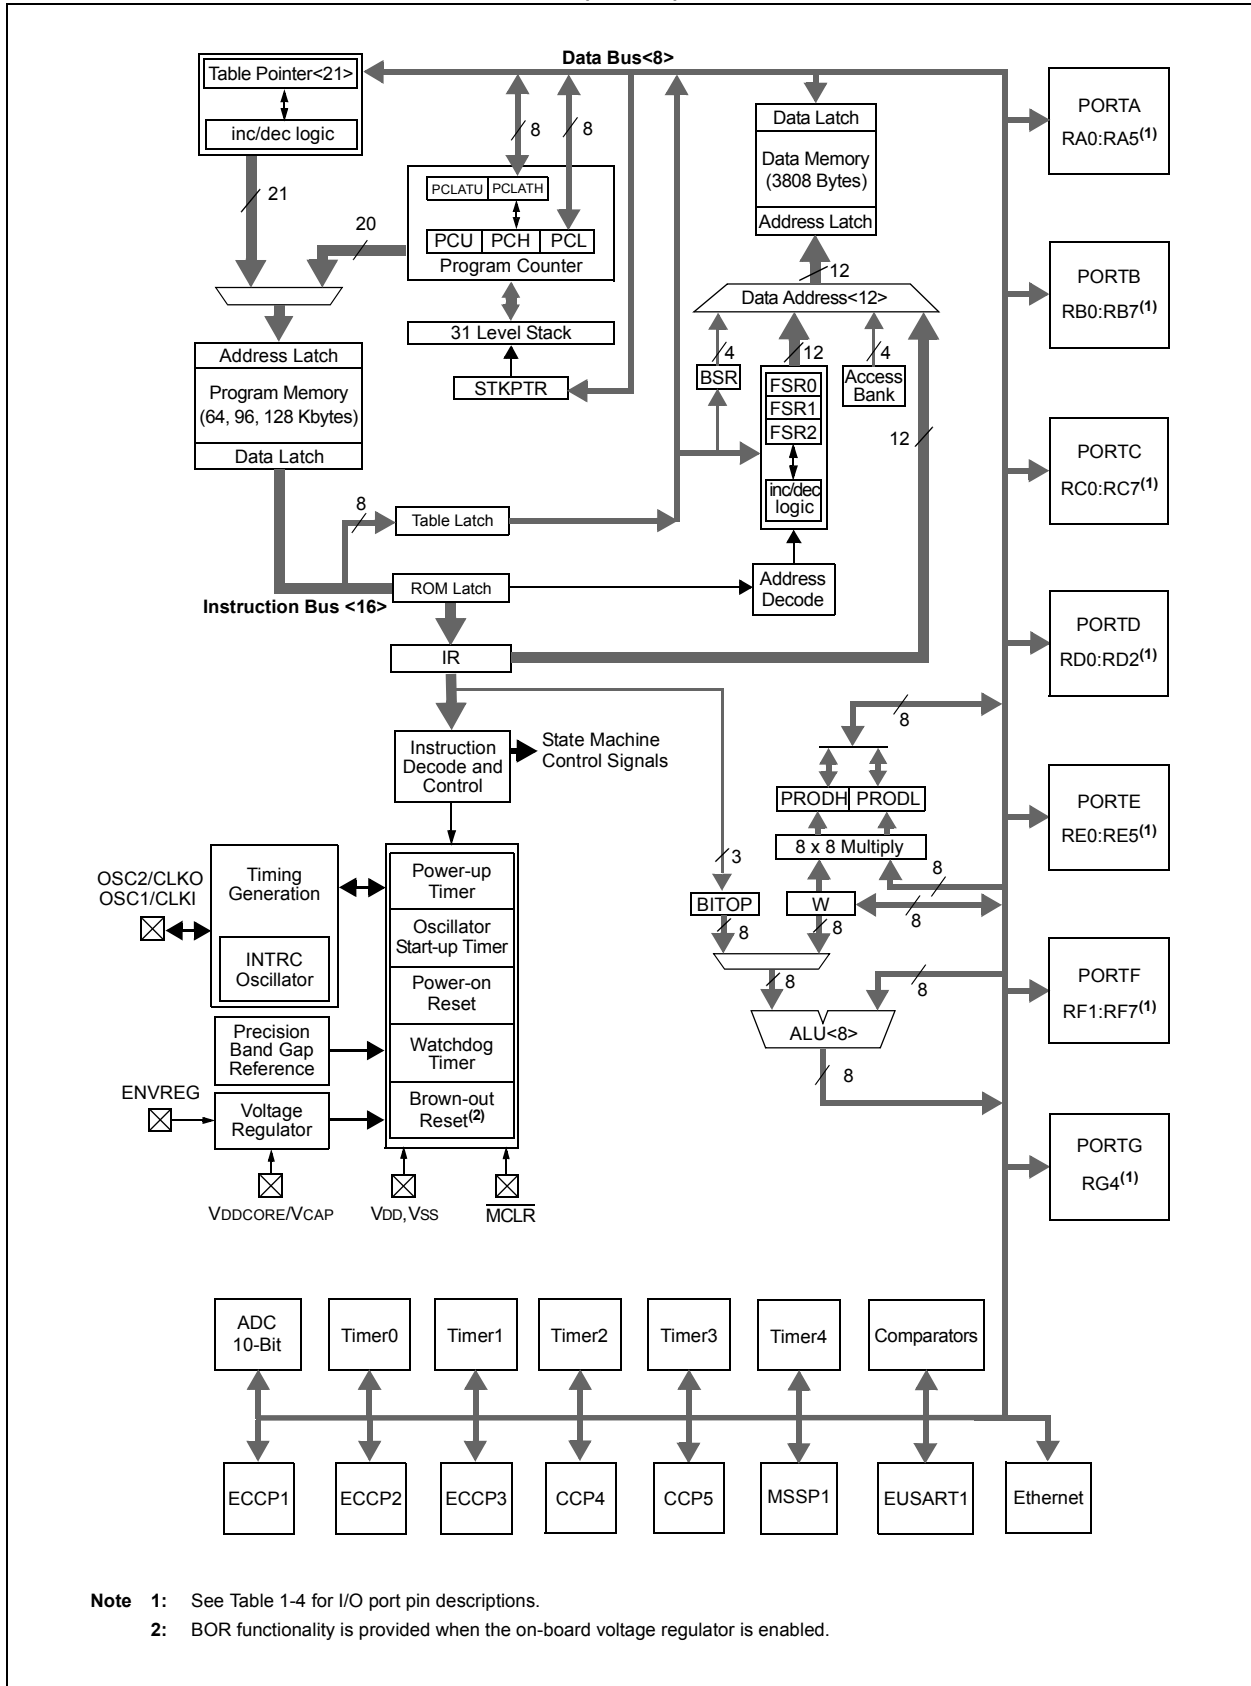 Data Bus<8>
Table Pointer<21>
inc/dec logic
21
20
8
8
PCLATU PCLATH
PCU PCH PCL
Program Counter
31 Level Stack
STKPTR
Address Latch
Program Memory
(64, 96, 128 Kbytes)
Data Latch
8
Table Latch
ROM Latch
Instruction Bus <16>
IR
Data Latch
Data Memory
(3808 Bytes)
Address Latch
12
Data Address<12>
4
12
4
BSR
FSR0
FSR1
FSR2
inc/dec
logic
Access
Bank
12
Address
Decode
PORTA
RA0:RA5(1)
PORTB
RB0:RB7(1)
PORTC
RC0:RC7(1)
PORTD
RD0:RD2(1)
PORTE
RE0:RE5(1)
PORTF
RF1:RF7(1)
PORTG
RG4(1)
Instruction
Decode and
Control
State Machine
Control Signals
8
PRODH PRODL
8 x 8 Multiply
3
8
BITOP
W
8
8
8
8
8
ALU<8>
8
OSC2/CLKO
OSC1/CLKI
Timing
Generation
INTRC
Oscillator
Power-up
Timer
Oscillator
Start-up Timer
Power-on
Reset
Watchdog
Timer
Brown-out
Reset(2)
Precision
Band Gap
Reference
ENVREG
Voltage
Regulator
VDDCORE/VCAP
VDD, VSS
MCLR
ADC
10-Bit
Timer0
Timer1
Timer2
Timer3
Timer4
Comparators
ECCP1
ECCP2
ECCP3
CCP4
CCP5
MSSP1
EUSART1
Ethernet
Note 1: See Table 1-4 for I/O port pin descriptions.
2: BOR functionality is provided when the on-board voltage regulator is enabled.